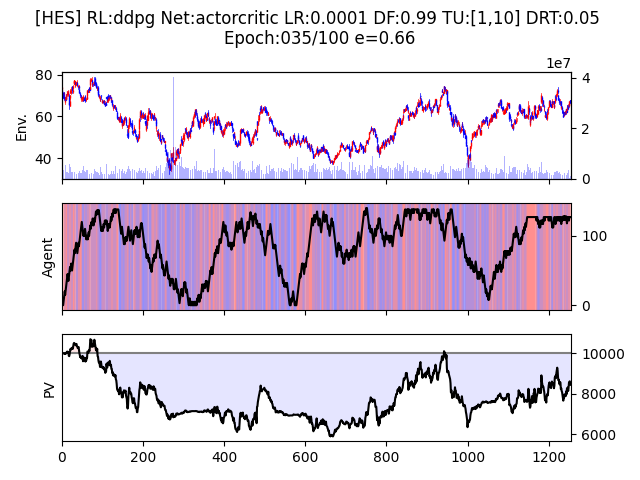 [HES] RL:ddpg Net:actorcritic LR:0.0001 DF:0.99 TU:[1,10] DRT:0.05
Epoch:035/100 e=0.66
1e7
80
60
40
Env.
4
2
0
Agent
100
0
PV
10000
8000
6000
0 200 400 600 800 1000 1200